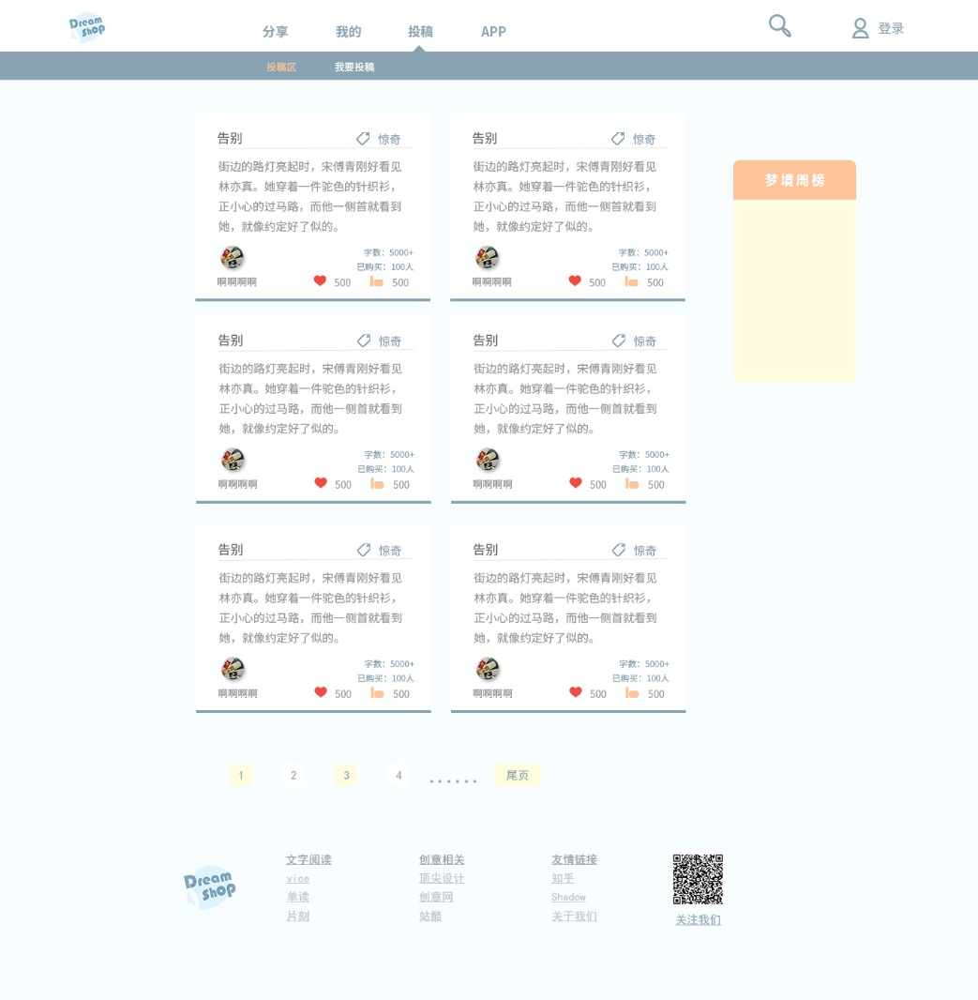 Dream
Shop
分享 我的 投稿 APP
登录
投稿区 我要投稿
告别 惊奇
街边的路灯亮起时，宋傅青刚好看见
林亦真。她穿着一件驼色的针织衫，
正小心的过马路，而他一侧首就看到
她，就像约定好了似的。
字数：5000+
已购买：100人
啊啊啊啊 500 500
告别 惊奇
街边的路灯亮起时，宋傅青刚好看见
林亦真。她穿着一件驼色的针织衫，
正小心的过马路，而他一侧首就看到
她，就像约定好了似的。
字数：5000+
已购买：100人
啊啊啊啊 500 500
梦境周榜
告别 惊奇
街边的路灯亮起时，宋傅青刚好看见
林亦真。她穿着一件驼色的针织衫，
正小心的过马路，而他一侧首就看到
她，就像约定好了似的。
字数：5000+
已购买：100人
啊啊啊啊 500 500
告别 惊奇
街边的路灯亮起时，宋傅青刚好看见
林亦真。她穿着一件驼色的针织衫，
正小心的过马路，而他一侧首就看到
她，就像约定好了似的。
字数：5000+
已购买：100人
啊啊啊啊 500 500
告别 惊奇
街边的路灯亮起时，宋傅青刚好看见
林亦真。她穿着一件驼色的针织衫，
正小心的过马路，而他一侧首就看到
她，就像约定好了似的。
字数：5000+
已购买：100人
啊啊啊啊 500 500
告别 惊奇
街边的路灯亮起时，宋傅青刚好看见
林亦真。她穿着一件驼色的针织衫，
正小心的过马路，而他一侧首就看到
她，就像约定好了似的。
字数：5000+
已购买：100人
啊啊啊啊 500 500
1 2 3 4 ...... 尾页
Dream
Shop
文字阅读
vice
单读
片刻
创意相关
顶尖设计
创意网
站酷
友情链接
知乎
Shadow
关于我们
关注我们